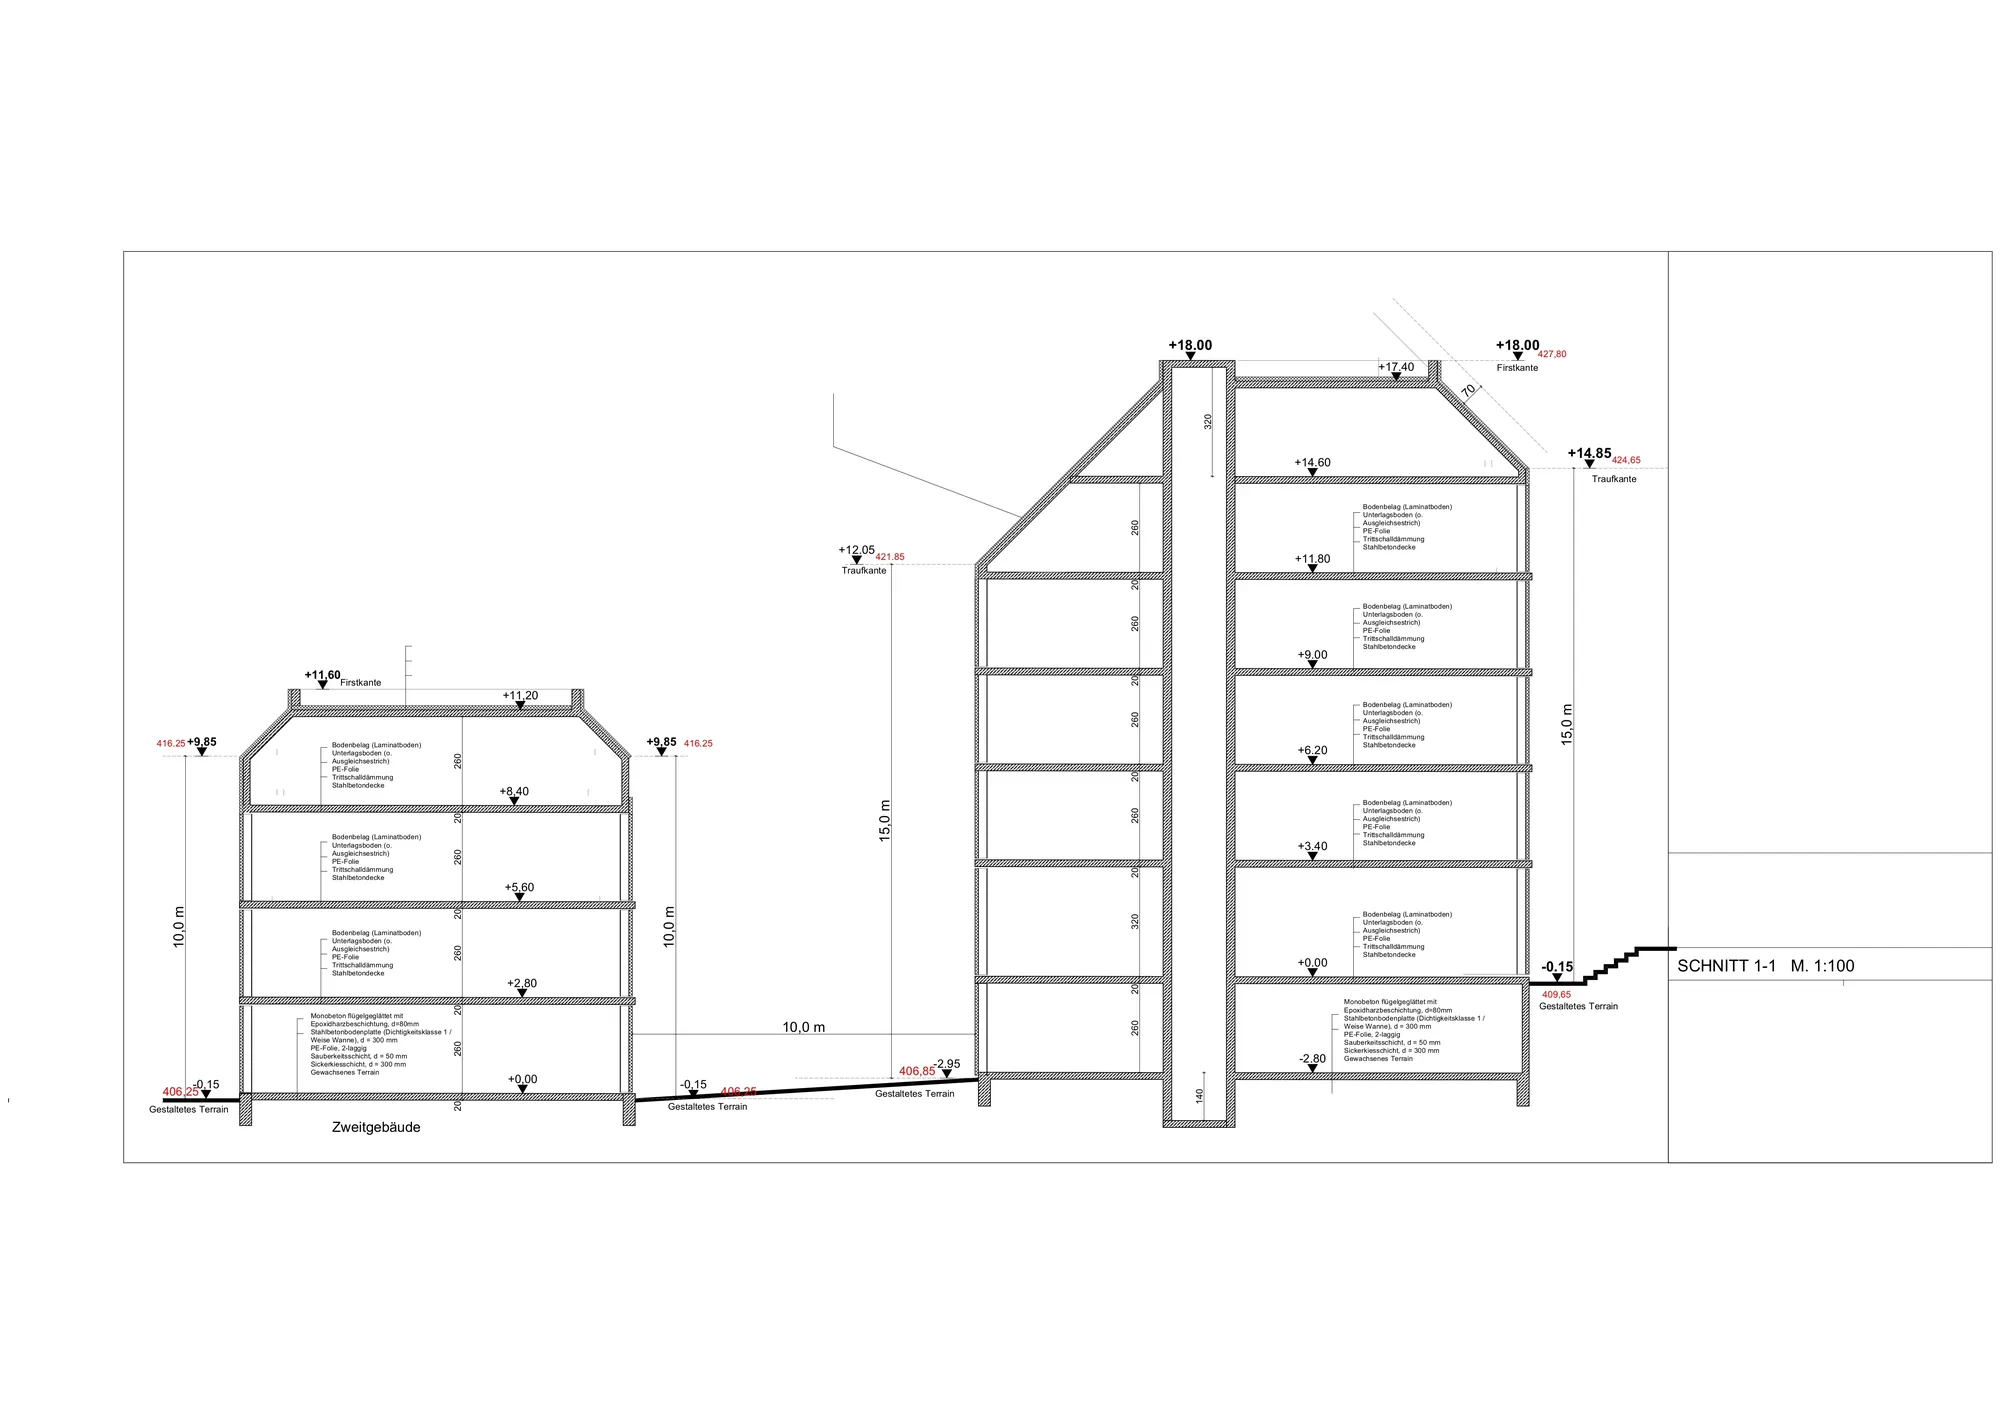 +18.00
+18.00
427,80
Firstkante
+17.40
70
320
+14.85
424,65
Traufkante
+14.60
Bodenbelag (Laminatboden)
Unterlagsboden (o.
Ausgleichsestrich)
PE-Folie
Trittschalldämmung
Stahlbetondecke
260
+12.05
421.85
Traufkante
+11.80
20
Bodenbelag (Laminatboden)
Unterlagsboden (o.
Ausgleichsestrich)
PE-Folie
Trittschalldämmung
Stahlbetondecke
260
+9.00
20
Bodenbelag (Laminatboden)
Unterlagsboden (o.
Ausgleichsestrich)
PE-Folie
Trittschalldämmung
Stahlbetondecke
260
15,0 m
+6.20
20
Bodenbelag (Laminatboden)
Unterlagsboden (o.
Ausgleichsestrich)
PE-Folie
Trittschalldämmung
Stahlbetondecke
260
15,0 m
+3.40
20
Bodenbelag (Laminatboden)
Unterlagsboden (o.
Ausgleichsestrich)
PE-Folie
Trittschalldämmung
Stahlbetondecke
320
+0.00
20
-0.15
409,65
Gestaltetes Terrain
Monobeton flügelgeglättet mit
Epoxidharzbeschichtung, d=80mm
Stahlbetonbodenplatte (Dichtigkeitsklasse 1 /
Weise Wanne), d = 300 mm
PE-Folie, 2-laggig
Sauberkeitsschicht, d = 50 mm
Sickerkiesschicht, d = 300 mm
Gewachsenes Terrain
260
-2.80
140
+11,60
Firstkante
+11,20
416.25
+9,85
+9,85
416.25
Bodenbelag (Laminatboden)
Unterlagsboden (o.
Ausgleichsestrich)
PE-Folie
Trittschalldämmung
Stahlbetondecke
260
+8,40
20
Bodenbelag (Laminatboden)
Unterlagsboden (o.
Ausgleichsestrich)
PE-Folie
Trittschalldämmung
Stahlbetondecke
260
+5,60
20
10,0 m
10,0 m
Bodenbelag (Laminatboden)
Unterlagsboden (o.
Ausgleichsestrich)
PE-Folie
Trittschalldämmung
Stahlbetondecke
260
+2,80
20
Monobeton flügelgeglättet mit
Epoxidharzbeschichtung, d=80mm
Stahlbetonbodenplatte (Dichtigkeitsklasse 1 /
Weise Wanne), d = 300 mm
PE-Folie, 2-laggig
Sauberkeitsschicht, d = 50 mm
Sickerkiesschicht, d = 300 mm
Gewachsenes Terrain
260
+0,00
20
406,25
-0,15
Gestaltetes Terrain
-0,15
406,25
Gestaltetes Terrain
10,0 m
406,85
-2.95
Gestaltetes Terrain
Zweitgebäude
SCHNITT 1-1 M. 1:100